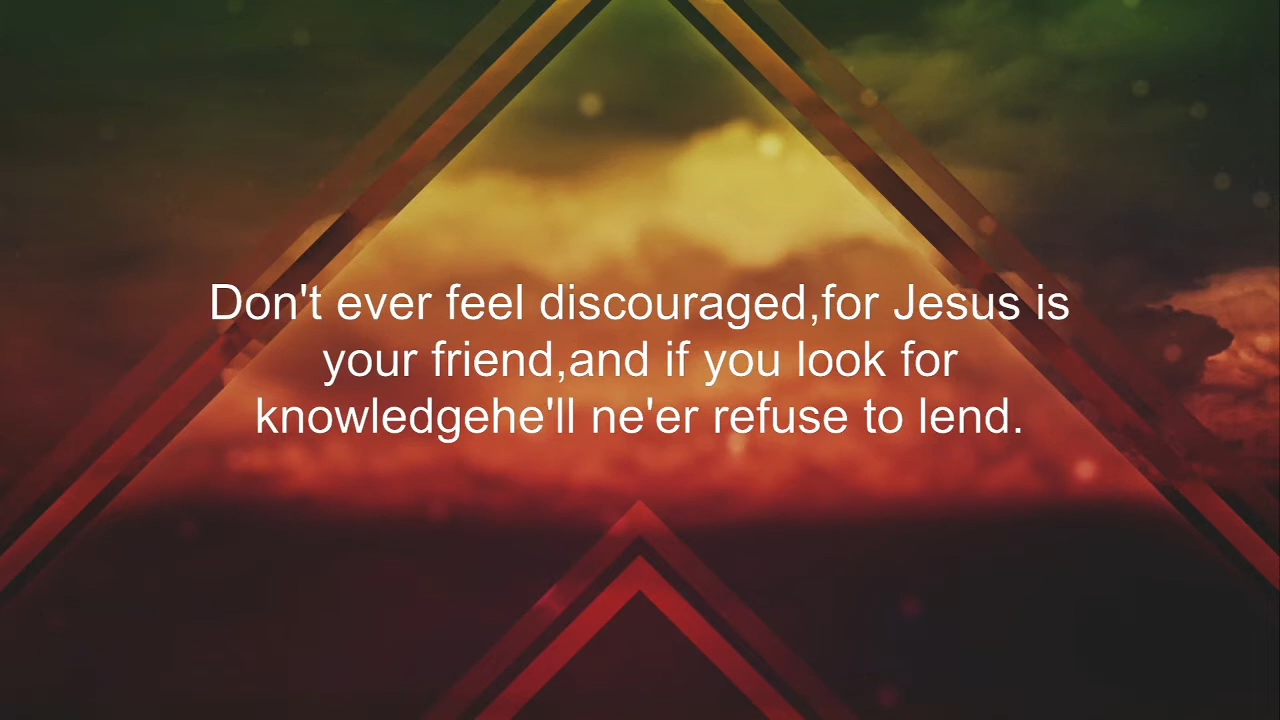 Don't ever feel discouraged,for Jesus is
your friend,and if you look for
knowledgehe'll ne'er refuse to lend.